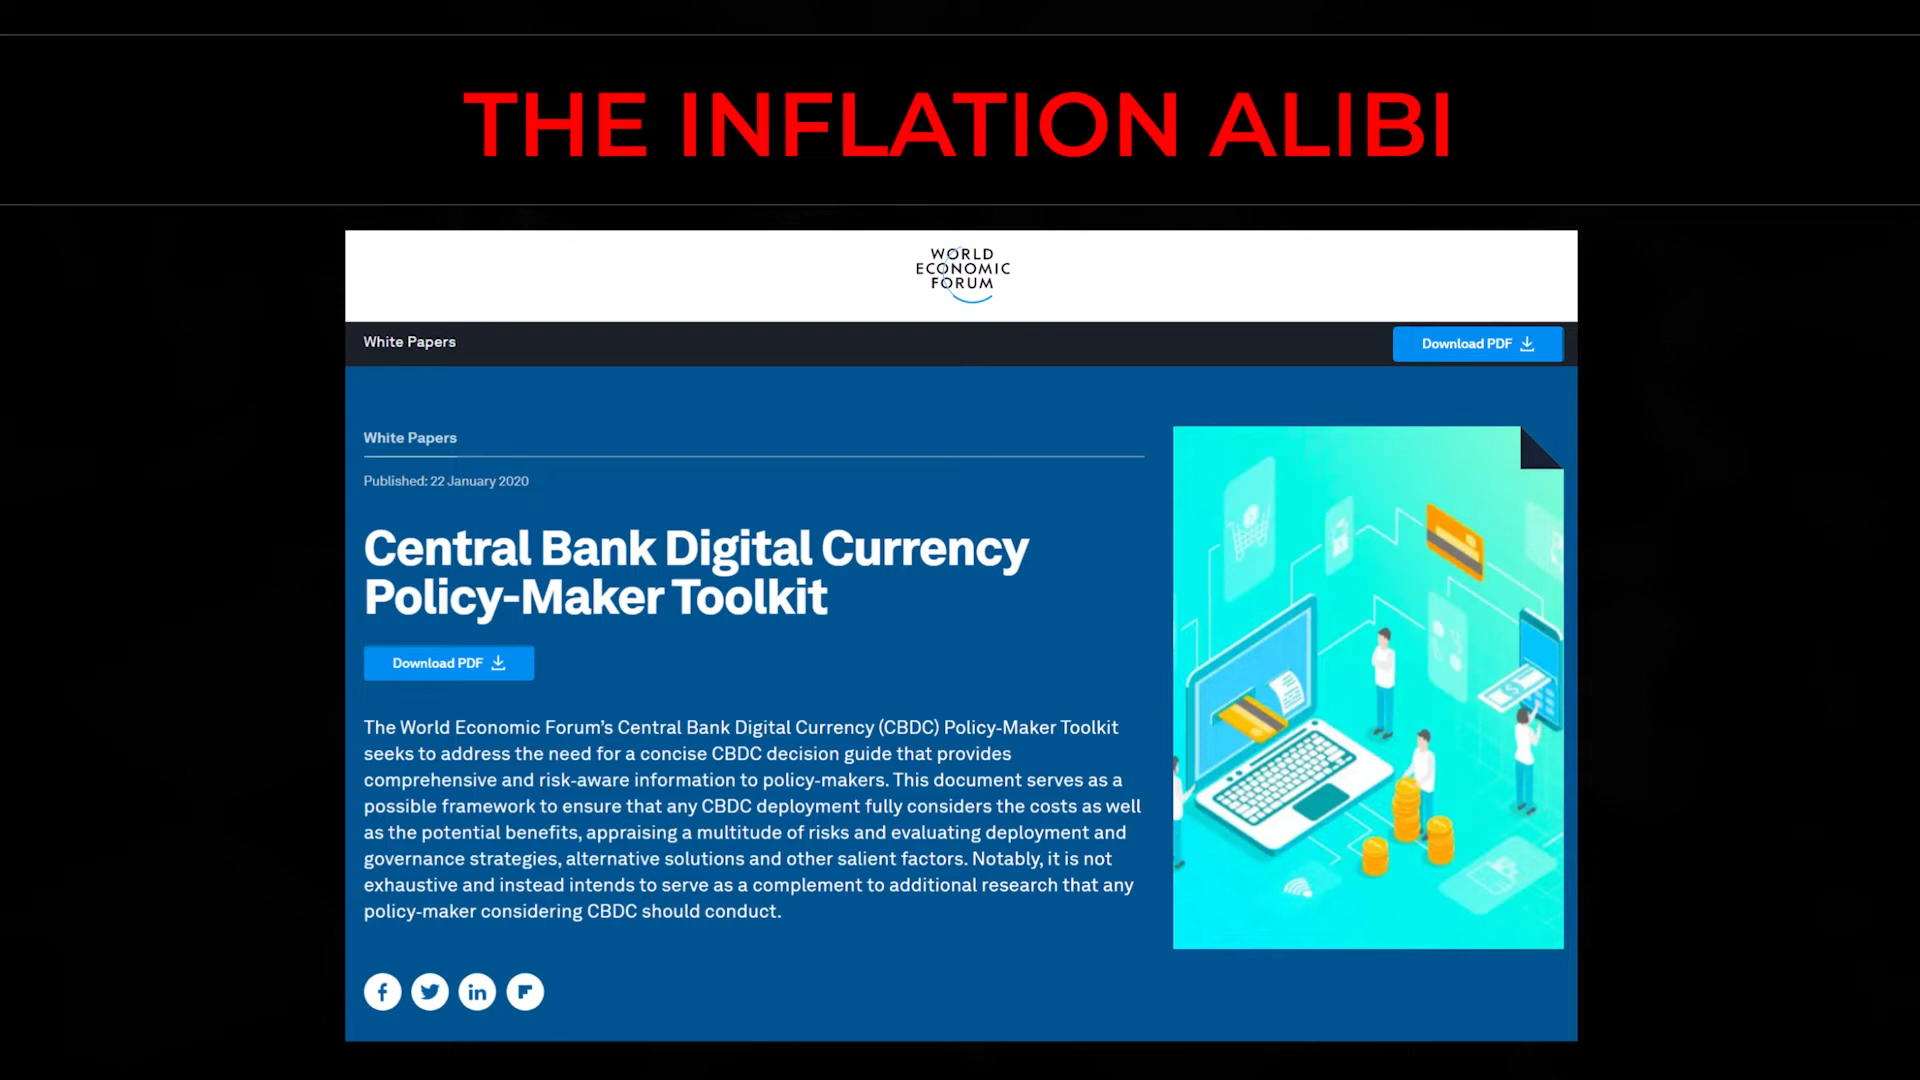 THE INFLATION ALIBI
WORLD
ECONOMIC
FORUM
White Papers
Download PDF
White Papers
Published: 22 January 2020
Central Bank Digital Currency
Policy-Maker Toolkit
Download PDF
The World Economic Forum's Central Bank Digital Currency (CBDC) Policy-Maker Toolkit
seeks to address the need for a concise CBDC decision guide that provides
comprehensive and risk-aware information to policy-makers. This document serves as a
possible framework to ensure that any CBDC deployment fully considers the costs as well
as the potential benefits, appraising a multitude of risks and evaluating deployment and
governance strategies, alternative solutions and other salient factors. Notably, it is not
exhaustive and instead intends to serve as a complement to additional research that any
policy-maker considering CBDC should conduct.